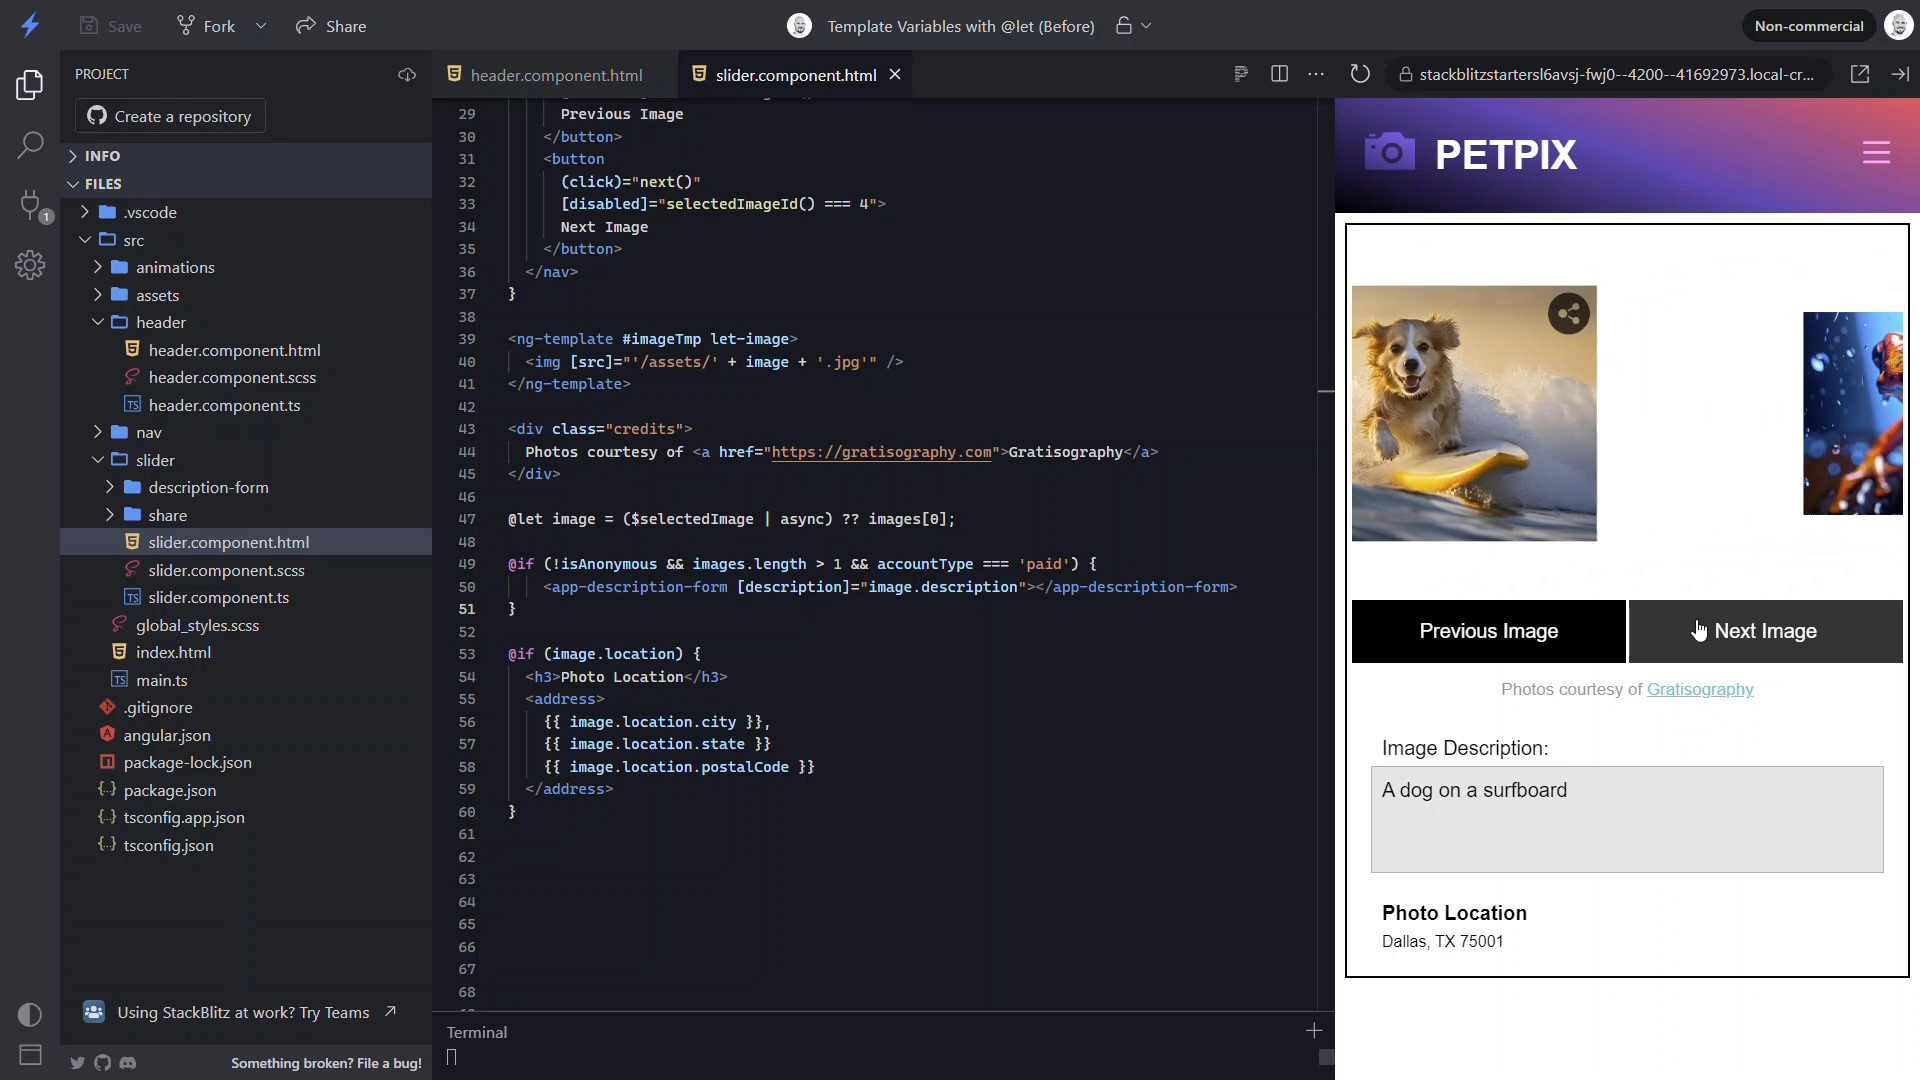 Save
Fork
Share
Template Variables with @let (Before)
Non-commercial
PROJECT
Create a repository
INFO
FILES
.vscode
src
animations
assets
header
header.component.html
header.component.scss
header.component.ts
nav
slider
description-form
share
slider.component.html
slider.component.scss
slider.component.ts
global_styles.scss
index.html
main.ts
.gitignore
angular.json
package-lock.json
package.json
tsconfig.app.json
tsconfig.json
1
Using StackBlitz at work? Try Teams
Something broken? File a bug!
header.component.html
slider.component.html
29 Previous Image
30 </button>
31 <button
32 (click)="next()"
33 [disabled]="selectedImageId() === 4">
34 Next Image
35 </button>
36 </nav>
37 }
38
39 <ng-template #imageTmp let-image>
40 <img [src]="'/assets/' + image + '.jpg'" />
41 </ng-template>
42
43 <div class="credits">
44 Photos courtesy of <a href="https://gratisography.com">Gratisography</a>
45 </div>
46
47 @let image = ($selectedImage | async) ?? images[0];
48
49 @if (!isAnonymous && images.length > 1 && accountType === 'paid') {
50 <app-description-form [description]="image.description"></app-description-form>
51 }
52
53 @if (image.location) {
54 <h3>Photo Location</h3>
55 <address>
56 {{ image.location.city }},
57 {{ image.location.state }}
58 {{ image.location.postalCode }}
59 </address>
60 }
61
62
63
64
65
66
67
68
Terminal
stackblitzstartersl6avsj-fwj0--4200--41692973.local-cr...
PETPIX
Previous Image
Next Image
Photos courtesy of Gratisography
Image Description:
A dog on a surfboard
Photo Location
Dallas, TX 75001